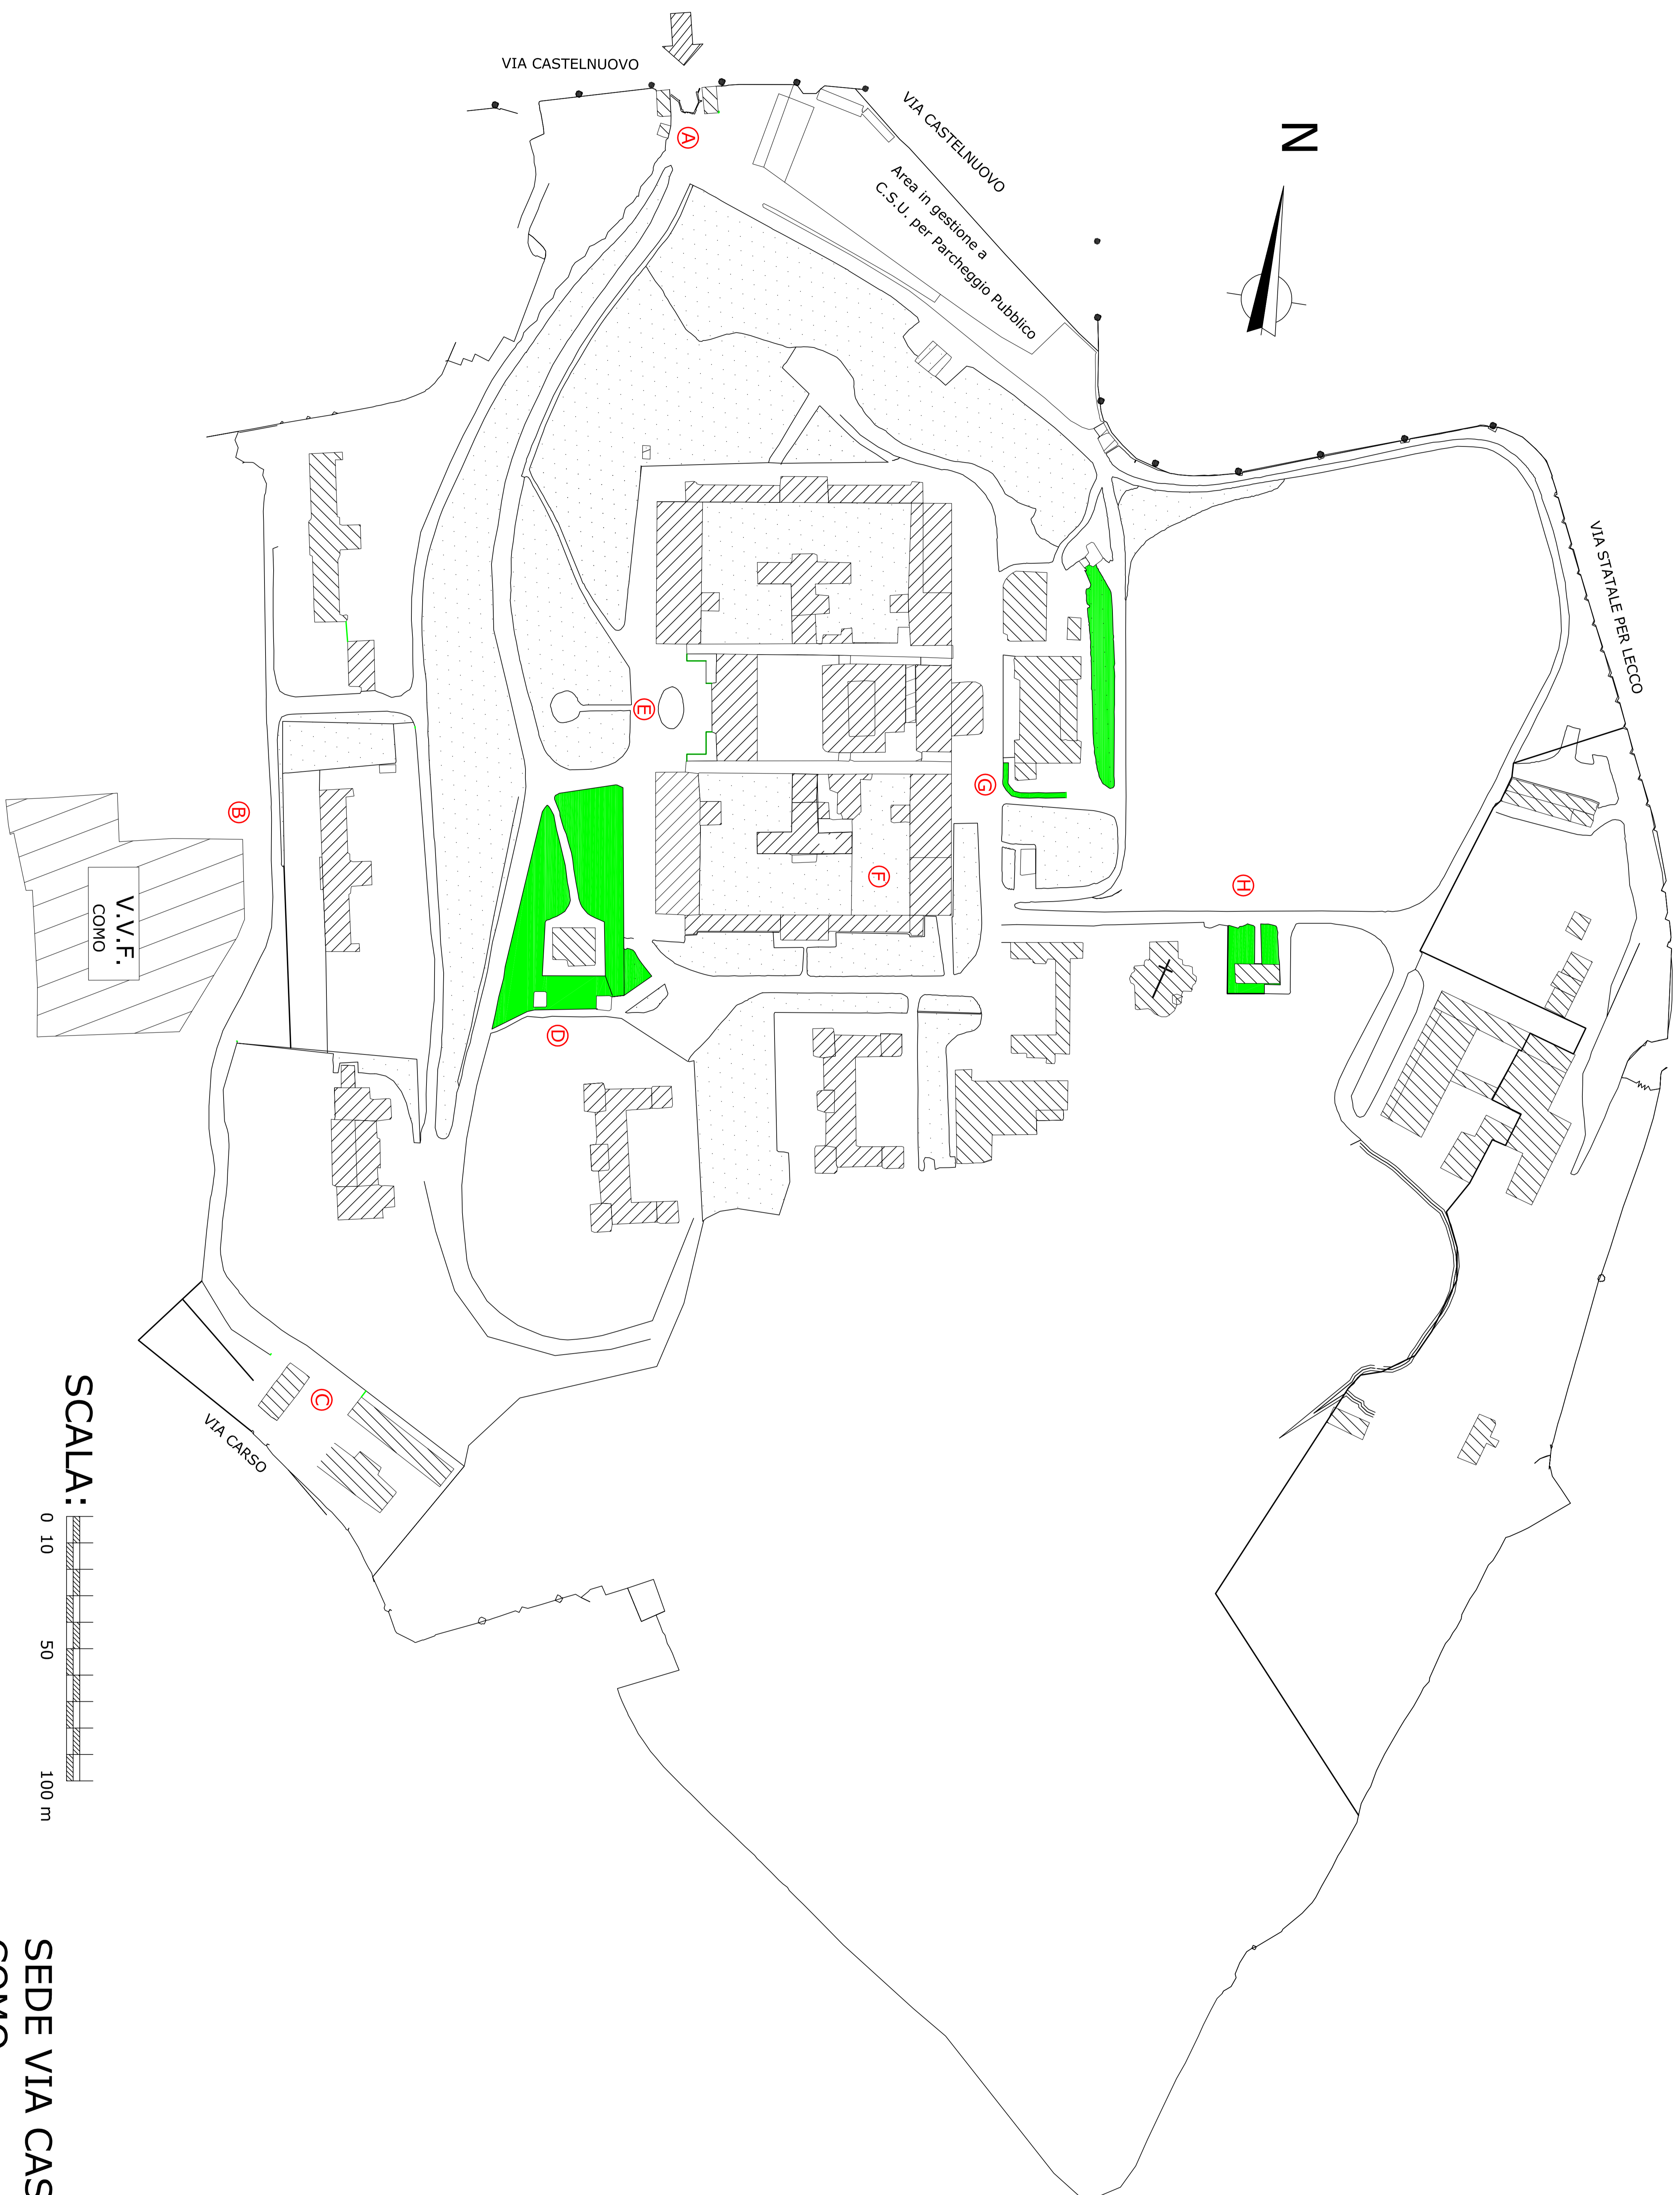 VIA CASTELNUOVO
VIA CASTELNUOVO
Area in gestione a
C.S.U. per Parcheggio Pubblico
N
VIA STATALE PER LECCO
A
B
C
D
E
F
G
H
V.V.F.
COMO
VIA CARSO
SCALA:
0 10 50 100 m
SEDE VIA CAS